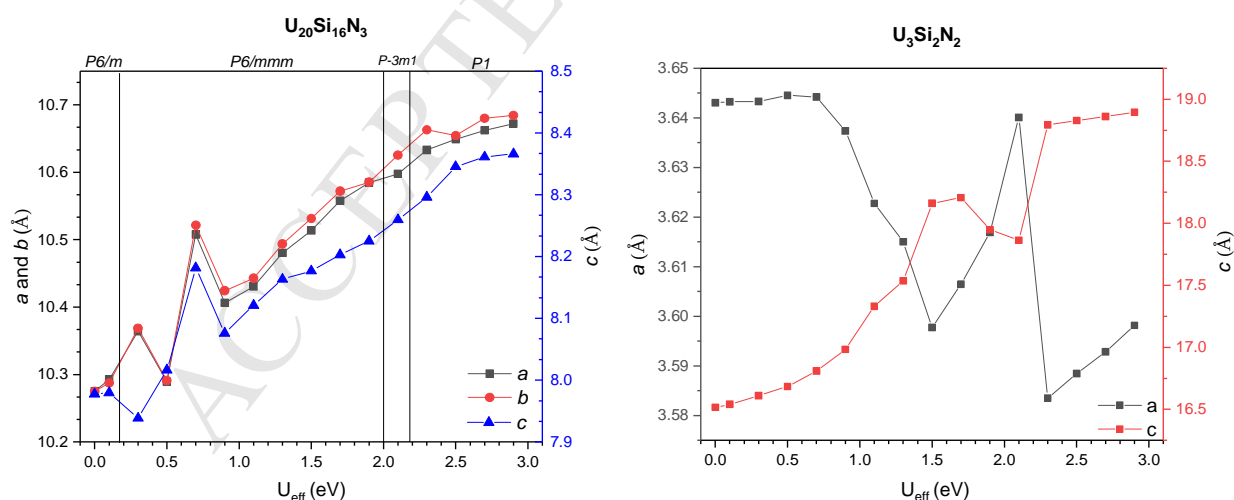 U20Si16N3
P6/m P6/mmm P-3m1 P1
10.7
10.6
10.5
10.4
10.3
10.2
a and b (Å)
8.5
8.4
8.3
8.2
8.1
8.0
7.9
c (Å)
a
b
c
0.0 0.5 1.0 1.5 2.0 2.5 3.0
Ueff (eV)
ACCEPTE
U3Si2N2
3.65
3.64
3.63
3.62
3.61
3.60
3.59
3.58
a (Å)
19.0
18.5
18.0
17.5
17.0
16.5
c (Å)
a
c
0.0 0.5 1.0 1.5 2.0 2.5 3.0
Ueff (eV)